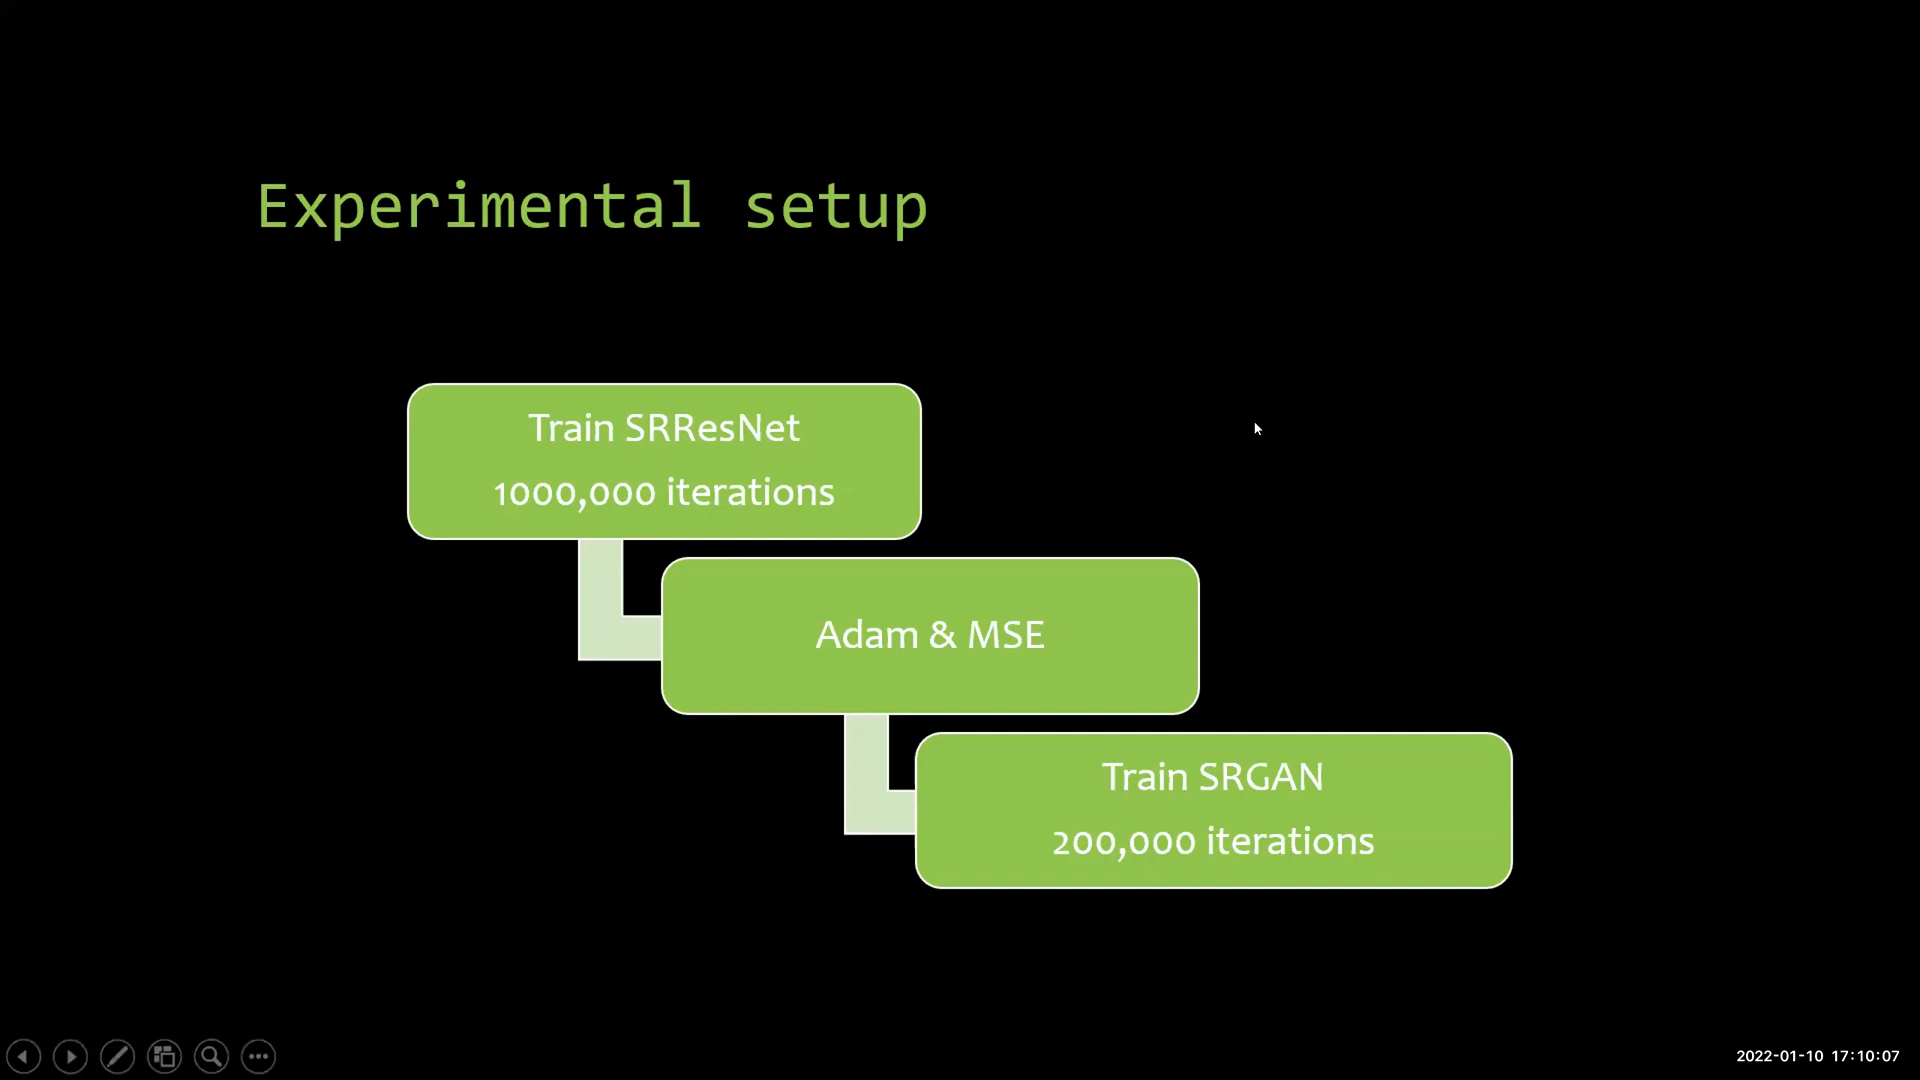 Experimental setup
Train SRResNet
1000,000 iterations
Adam & MSE
Train SRGAN
200,000 iterations
2022-01-10 17:10:07